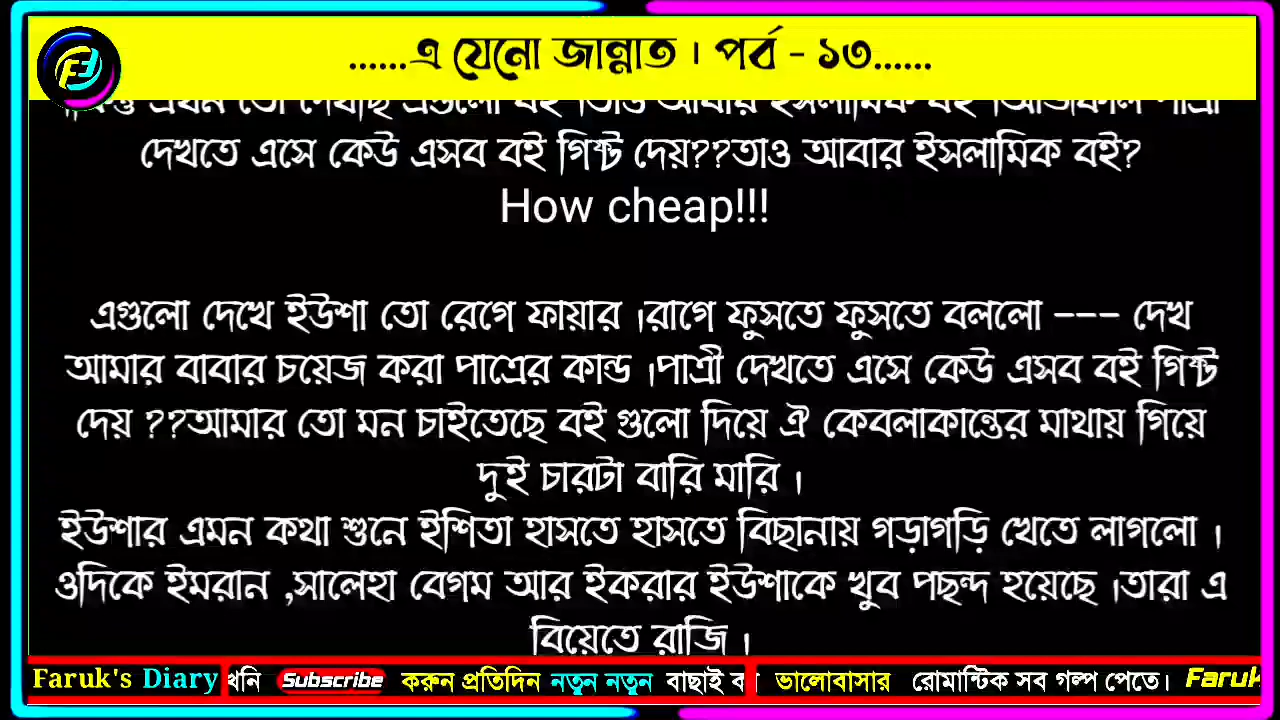 ......এ যেনো জান্নাত । পর্ব - ১৩......
দেখতে এসে কেউ এসব বই গিফ্ট দেয়??তাও আবার ইসলামিক বই?
How cheap!!!
এগুলো দেখে ইউশা তো রেগে ফায়ার ।রাগে ফুসতে ফুসতে বললো --- দেখ
আমার বাবার চয়েজ করা পাত্রের কান্ড ।পাত্রী দেখতে এসে কেউ এসব বই গিফ্ট
দেয় ??আমার তো মন চাইতেছে বই গুলো দিয়ে ঐ কেবলাকান্তের মাথায় গিয়ে
দুই চারটা বারি মারি ।
ইউশার এমন কথা শুনে ইশিতা হাসতে হাসতে বিছানায় গড়াগড়ি খেতে লাগলো ।
ওদিকে ইমরান ,সালেহা বেগম আর ইকরার ইউশাকে খুব পছন্দ হয়েছে ।তারা এ
বিয়েতে রাজি ।
Faruk's Diary খনি Subscribe করুন প্রতিদিন নতুন নতুন বাছাই ভালোবাসার রোমান্টিক সব গল্প পেতে। Faruk